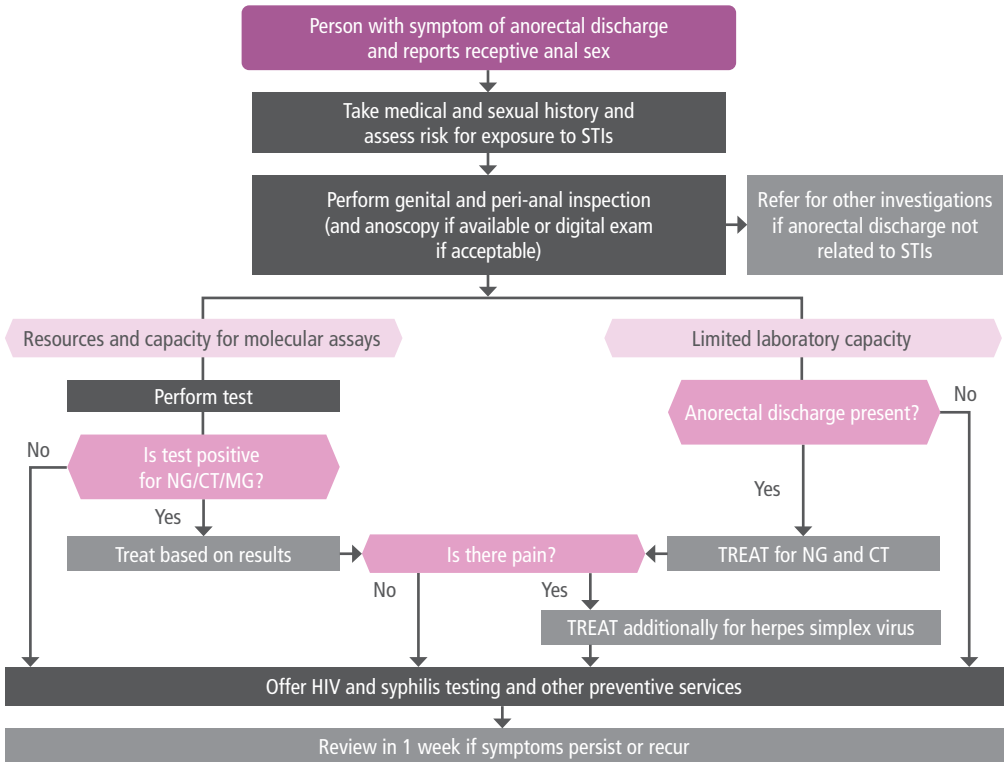 Person with symptom of anorectal discharge
and reports receptive anal sex
Take medical and sexual history and
assess risk for exposure to STIs
Perform genital and peri-anal inspection
(and anoscopy if available or digital exam
if acceptable)
Refer for other investigations
if anorectal discharge not
related to STIs
Resources and capacity for molecular assays
Limited laboratory capacity
Perform test
Anorectal discharge present?
No
No
Is test positive
for NG/CT/MG?
Yes
Yes
Treat based on results
Is there pain?
TREAT for NG and CT
No
Yes
TREAT additionally for herpes simplex virus
Offer HIV and syphilis testing and other preventive services
Review in 1 week if symptoms persist or recur